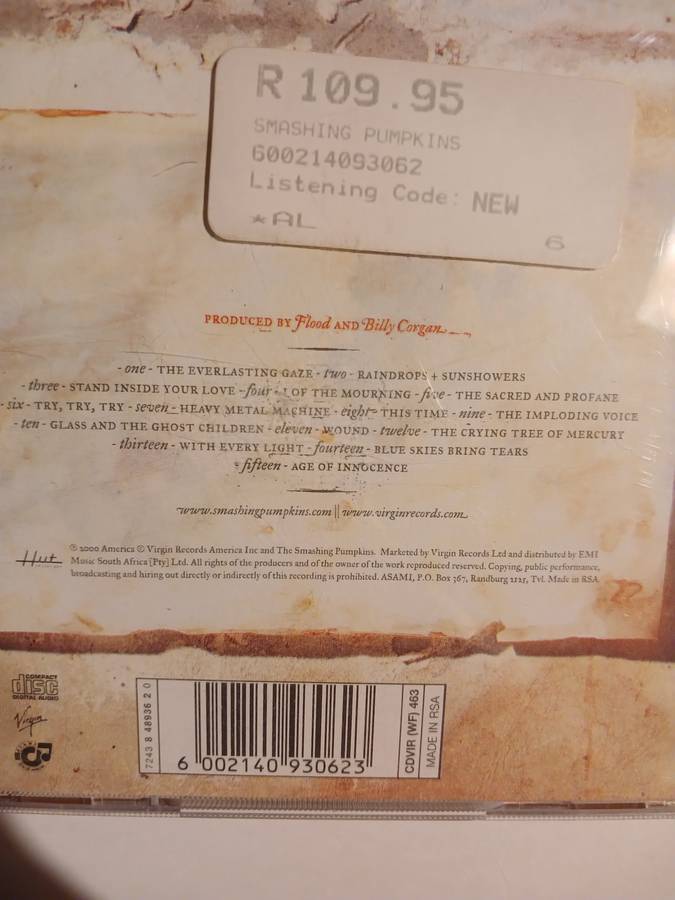 R 109.95
SMASHING PUMPKINS
600214093062
Listening Code: NEW
*AL
6
PRODUCED BY Flood AND Billy Corgan
- one - THE EVERLASTING GAZE - two - RAINDROPS + SUNSHOWERS
- three - STAND INSIDE YOUR LOVE - four - I OF THE MOURNING - five - THE SACRED AND PROFANE
- six - TRY, TRY, TRY - seven - HEAVY METAL MACHINE - eight - THIS TIME - nine - THE IMPLODING VOICE
- ten - GLASS AND THE GHOST CHILDREN - eleven - WOUND - twelve - THE CRYING TREE OF MERCURY
- thirteen - WITH EVERY LIGHT - fourteen - BLUE SKIES BRING TEARS
- fifteen - AGE OF INNOCENCE
www.smashingpumpkins.com || www.virginrecords.com
Hut
℗ 2000 America © Virgin Records America Inc and The Smashing Pumpkins. Marketed by Virgin Records Ltd and distributed by EMI
Music South Africa [Pty] Ltd. All rights of the producers and of the owner of the work reproduced reserved. Copying, public performance,
broadcasting and hiring out directly or indirectly of this recording is prohibited. ASAMI, P.O. Box 367, Randburg 2125, Tvl. Made in RSA
COMPACT
disc
DIGITAL AUDIO
Virgin
7243 8 48936 2 0
6 002140 930623
CDVIR (WF) 463
MADE IN RSA